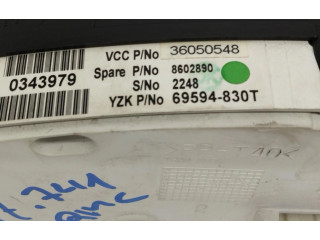 VCC P/No 36050548
0343979
Spare P/No 8602890
S/No 2248
YZK P/No 69594-830T